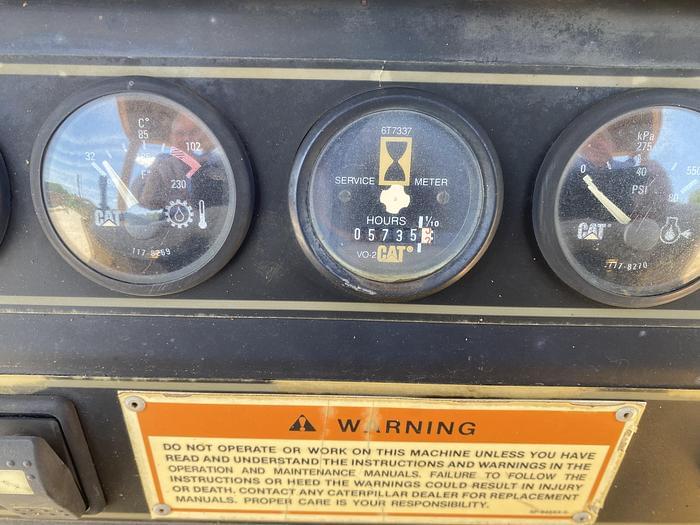 C°
85
32
102
F°
230
CAT
117-8269
6T7337
SERVICE METER
HOURS 1/10
05735
VO-2 CAT®
kPa
275
0
40
550
PSI
80
CAT
117-8270
WARNING
DO NOT OPERATE OR WORK ON THIS MACHINE UNLESS YOU HAVE
READ AND UNDERSTAND THE INSTRUCTIONS AND WARNINGS IN THE
OPERATION AND MAINTENANCE MANUALS. FAILURE TO FOLLOW THE
INSTRUCTIONS OR HEED THE WARNINGS COULD RESULT IN INJURY
OR DEATH. CONTACT ANY CATERPILLAR DEALER FOR REPLACEMENT
MANUALS. PROPER CARE IS YOUR RESPONSIBILITY.